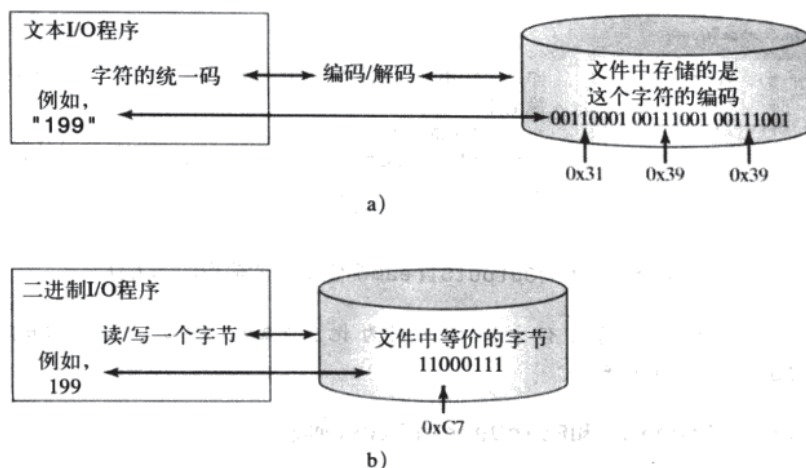 文本I/O程序
字符的统一码
编码/解码
例如，
"199"
文件中存储的是
这个字符的编码
00110001 00111001 00111001
0x31
0x39
0x39
a）
二进制I/O程序
读/写一个字节
例如，
199
文件中等价的字节
11000111
0xC7
b）